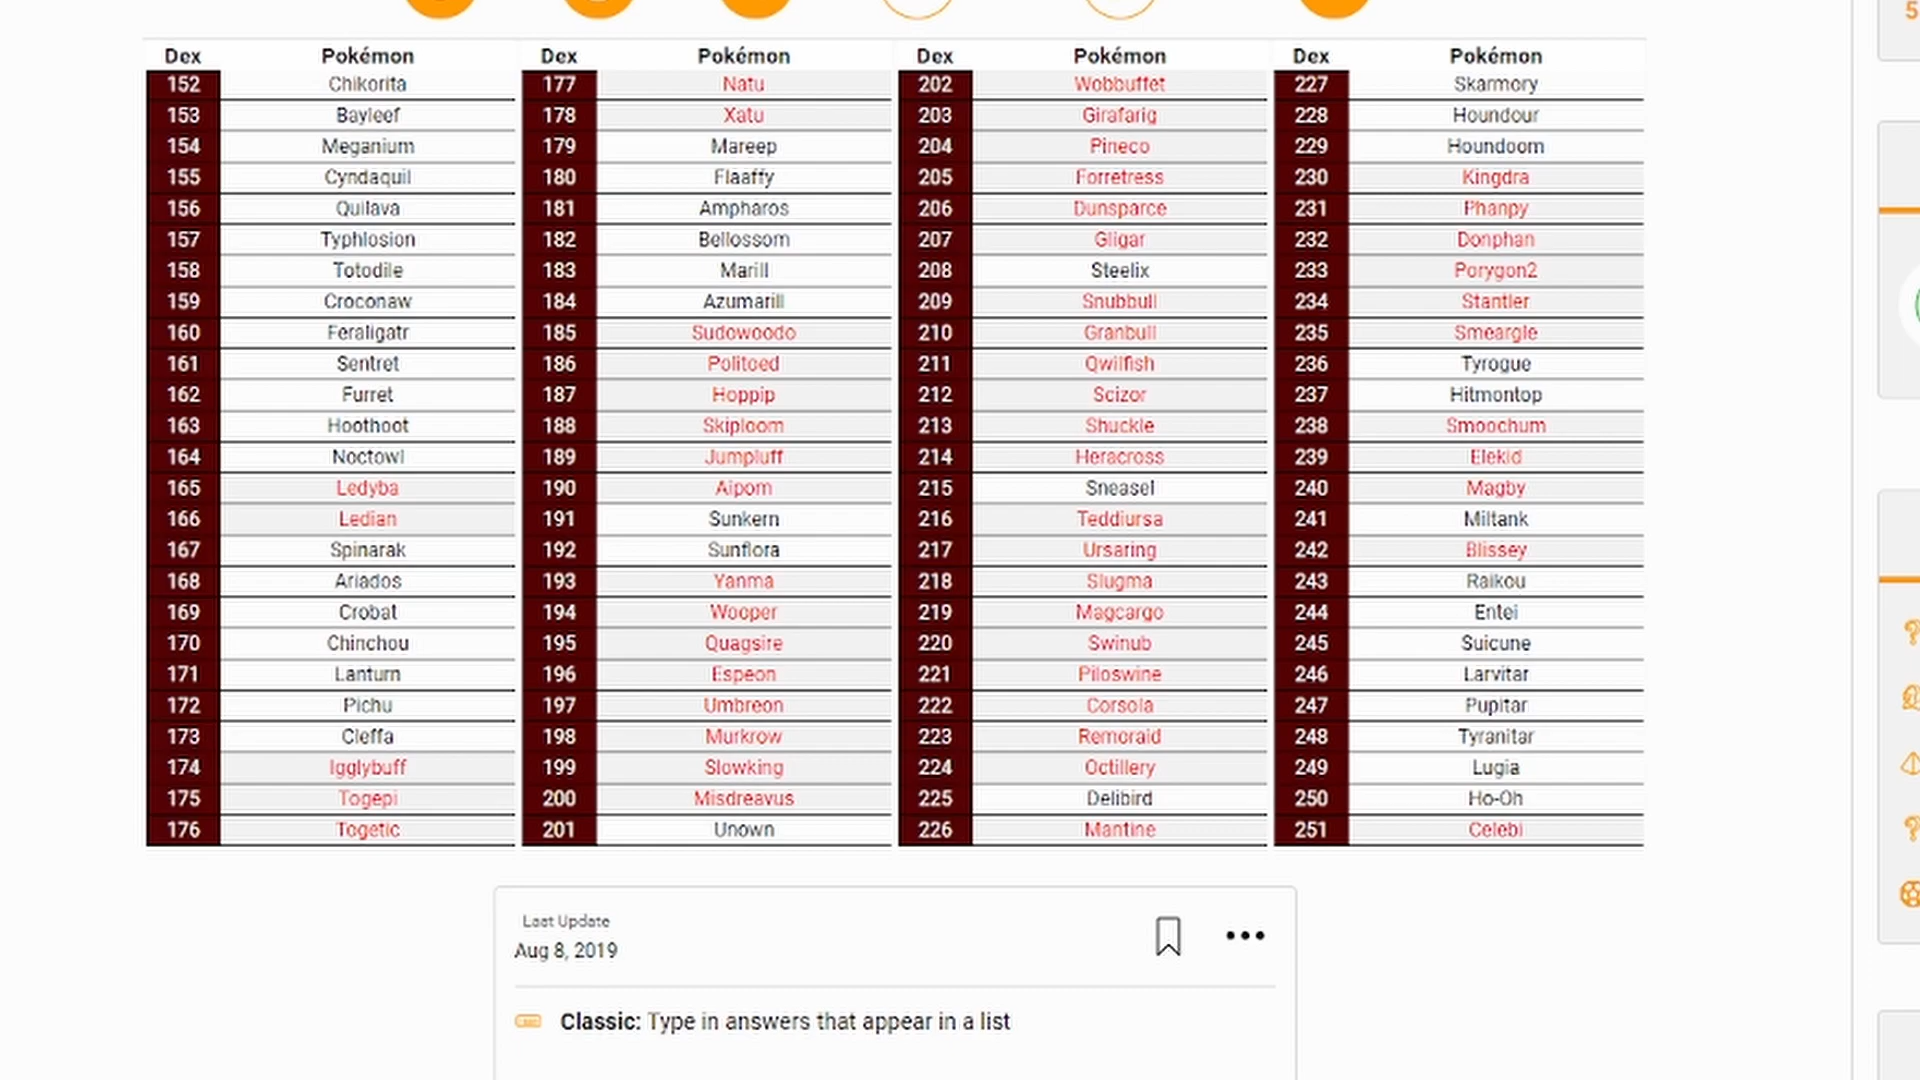 5
Dex Pokémon Dex Pokémon Dex Pokémon Dex Pokémon
152 Chikorita 177 Natu 202 Wobbuffet 227 Skarmory
153 Bayleef 178 Xatu 203 Girafarig 228 Houndour
154 Meganium 179 Mareep 204 Pineco 229 Houndoom
155 Cyndaquil 180 Flaaffy 205 Forretress 230 Kingdra
156 Quilava 181 Ampharos 206 Dunsparce 231 Phanpy
157 Typhlosion 182 Bellossom 207 Gligar 232 Donphan
158 Totodile 183 Marill 208 Steelix 233 Porygon2
159 Croconaw 184 Azumarill 209 Snubbull 234 Stantler
160 Feraligatr 185 Sudowoodo 210 Granbull 235 Smeargle
161 Sentret 186 Politoed 211 Qwilfish 236 Tyrogue
162 Furret 187 Hoppip 212 Scizor 237 Hitmontop
163 Hoothoot 188 Skiploom 213 Shuckle 238 Smoochum
164 Noctowl 189 Jumpluff 214 Heracross 239 Elekid
165 Ledyba 190 Aipom 215 Sneasel 240 Magby
166 Ledian 191 Sunkern 216 Teddiursa 241 Miltank
167 Spinarak 192 Sunflora 217 Ursaring 242 Blissey
168 Ariados 193 Yanma 218 Slugma 243 Raikou
169 Crobat 194 Wooper 219 Magcargo 244 Entei
170 Chinchou 195 Quagsire 220 Swinub 245 Suicune
171 Lanturn 196 Espeon 221 Piloswine 246 Larvitar
172 Pichu 197 Umbreon 222 Corsola 247 Pupitar
173 Cleffa 198 Murkrow 223 Remoraid 248 Tyranitar
174 Igglybuff 199 Slowking 224 Octillery 249 Lugia
175 Togepi 200 Misdreavus 225 Delibird 250 Ho-Oh
176 Togetic 201 Unown 226 Mantine 251 Celebi
Last Update
Aug 8, 2019
Classic: Type in answers that appear in a list